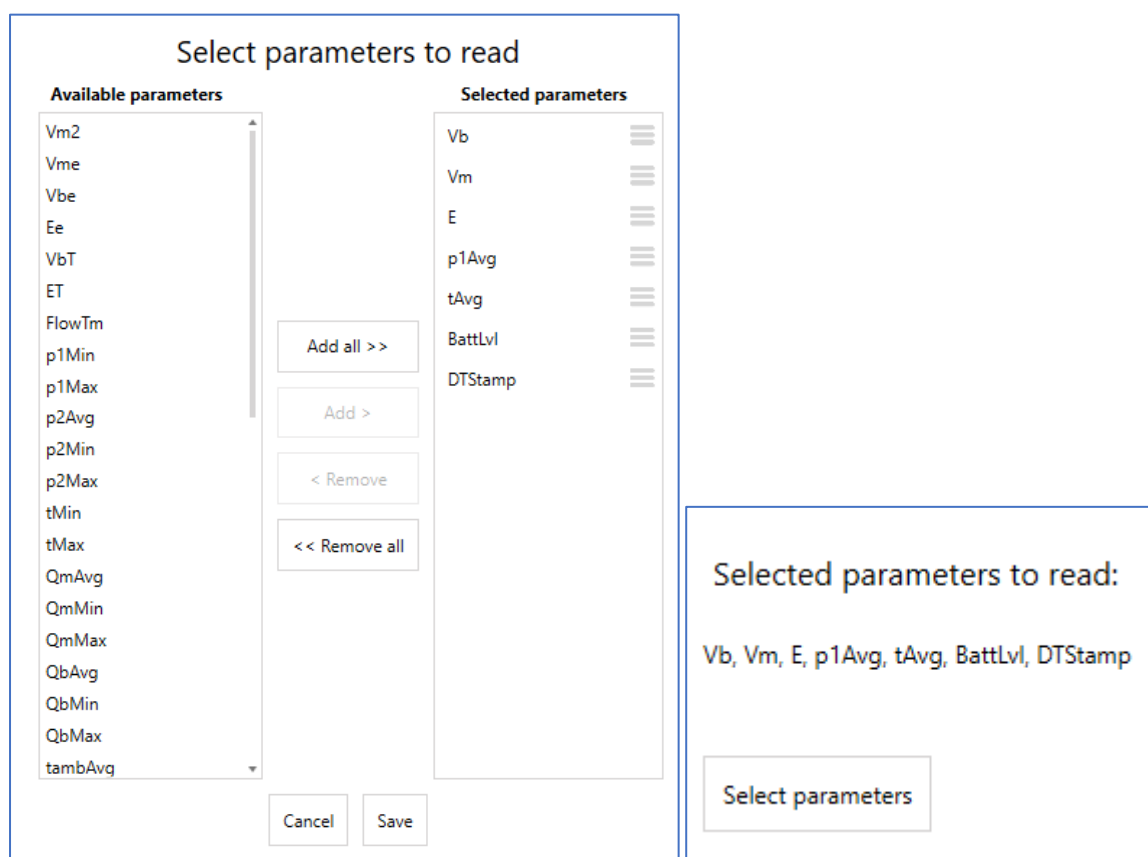 Select parameters to read
Available parameters
Vm2
Vme
Vbe
Ee
VbT
ET
FlowTm
p1Min
p1Max
p2Avg
p2Min
p2Max
tMin
tMax
QmAvg
QmMin
QmMax
QbAvg
QbMin
QbMax
tambAvg
Add all >>
Add >
< Remove
<< Remove all
Selected parameters
Vb
Vm
E
p1Avg
tAvg
BattLvl
DTStamp
Cancel
Save
Selected parameters to read:
Vb, Vm, E, p1Avg, tAvg, BattLvl, DTStamp
Select parameters